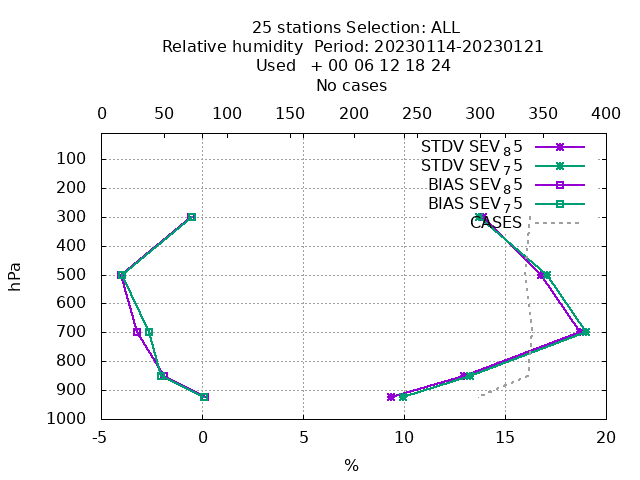 25 stations Selection: ALL
Relative humidity  Period: 20230114-20230121
Used   + 00 06 12 18 24
No cases
0 50 100 150 200 250 300 350 400
STDV SEV85
STDV SEV75
BIAS SEV85
BIAS SEV75
CASES
100
200
300
400
500
600
700
800
900
1000
hPa
-5 0 5 10 15 20
%